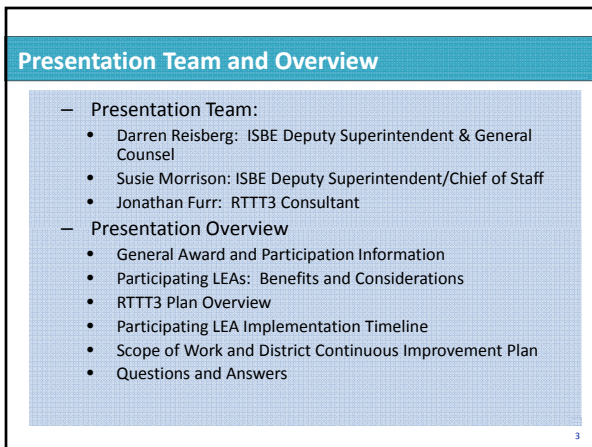 Presentation Team and Overview
– Presentation Team:
• Darren Reisberg:  ISBE Deputy Superintendent & General
Counsel
• Susie Morrison: ISBE Deputy Superintendent/Chief of Staff
• Jonathan Furr:  RTTT3 Consultant
– Presentation Overview
• General Award and Participation Information
• Participating LEAs:  Benefits and Considerations
• RTTT3 Plan Overview
• Participating LEA Implementation Timeline
• Scope of Work and District Continuous Improvement Plan
• Questions and Answers
3